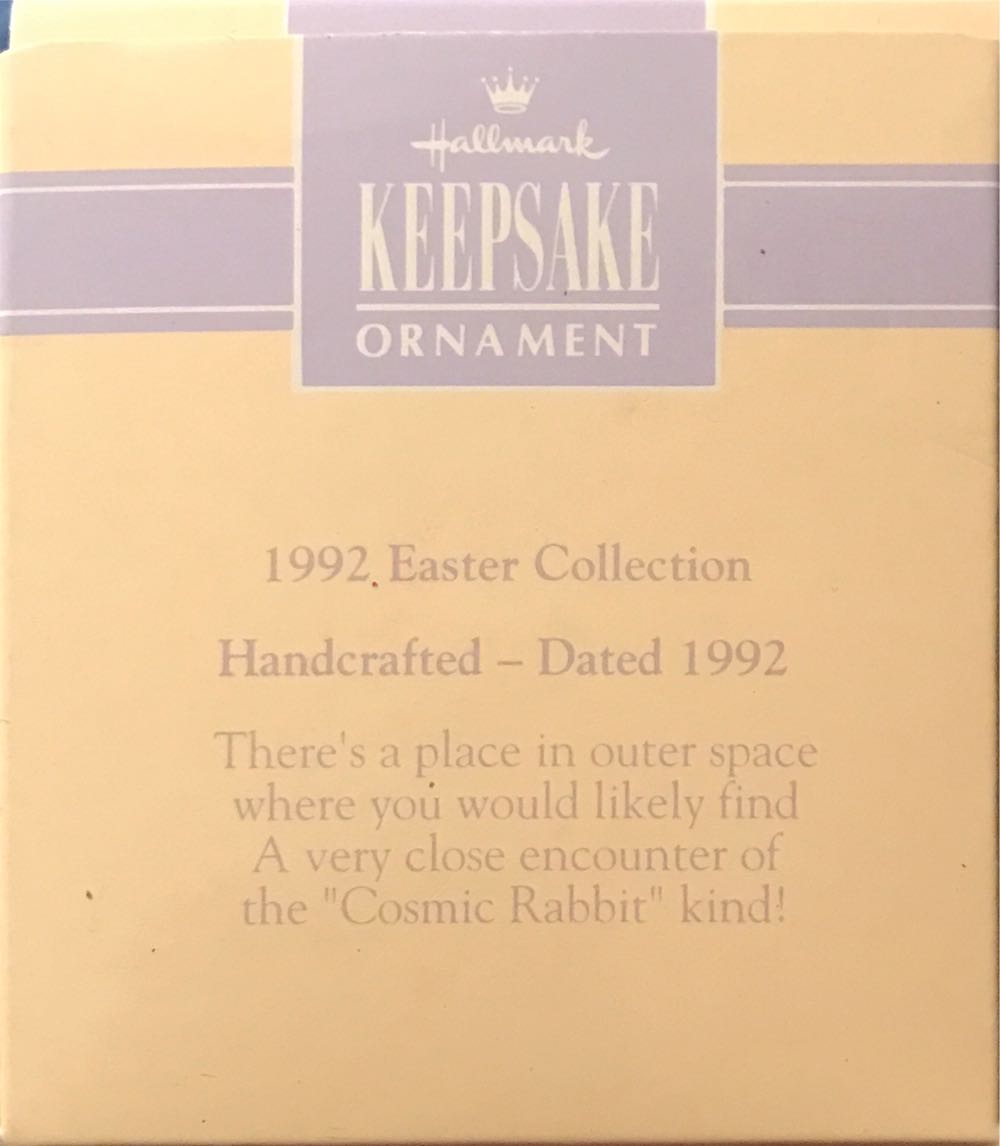 Hallmark
KEEPSAKE
ORNAMENT
1992 Easter Collection
Handcrafted – Dated 1992
There's a place in outer space
where you would likely find
A very close encounter of
the "Cosmic Rabbit" kind!